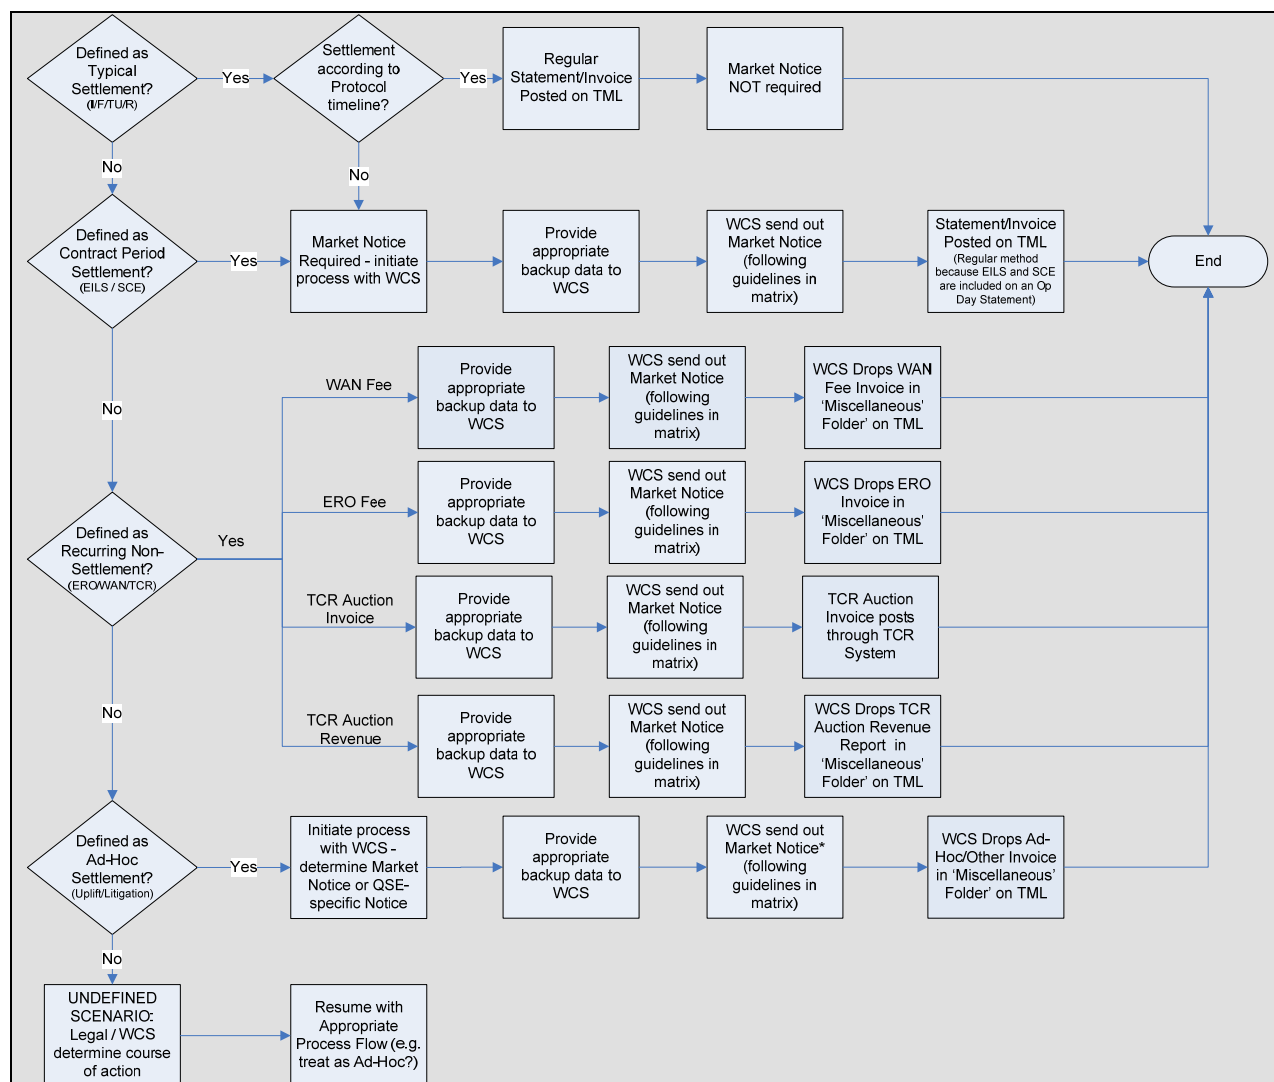 Defined as
Typical
Settlement?
(I/F/TU/R)
Yes
Settlement
according to
Protocol
timeline?
Yes
Regular
Statement/Invoice
Posted on TML
Market Notice
NOT required
No
No
Defined as
Contract Period
Settlement?
(EILS / SCE)
Yes
Market Notice
Required - initiate
process with WCS
Provide
appropriate
backup data to
WCS
WCS send out
Market Notice
(following
guidelines in
matrix)
Statement/Invoice
Posted on TML
(Regular method
because EILS and SCE
are included on an Op
Day Statement)
End
No
WAN Fee
Provide
appropriate
backup data to
WCS
WCS send out
Market Notice
(following
guidelines in
matrix)
WCS Drops WAN
Fee Invoice in
‘Miscellaneous’
Folder’ on TML
ERO Fee
Provide
appropriate
backup data to
WCS
WCS send out
Market Notice
(following
guidelines in
matrix)
WCS Drops ERO
Invoice in
‘Miscellaneous’
Folder’ on TML
Defined as
Recurring Non-
Settlement?
(ERO/WAN/TCR)
Yes
TCR Auction
Invoice
Provide
appropriate
backup data to
WCS
WCS send out
Market Notice
(following
guidelines in
matrix)
TCR Auction
Invoice posts
through TCR
System
No
TCR Auction
Revenue
Provide
appropriate
backup data to
WCS
WCS send out
Market Notice
(following
guidelines in
matrix)
WCS Drops TCR
Auction Revenue
Report in
‘Miscellaneous’
Folder’ on TML
Defined as
Ad-Hoc
Settlement?
(Uplift/Litigation)
Yes
Initiate process
with WCS -
determine Market
Notice or QSE-
specific Notice
Provide
appropriate
backup data to
WCS
WCS send out
Market Notice*
(following
guidelines in
matrix)
WCS Drops Ad-
Hoc/Other Invoice
in ‘Miscellaneous’
Folder’ on TML
No
UNDEFINED
SCENARIO:
Legal / WCS
determine course
of action
Resume with
Appropriate
Process Flow (e.g.
treat as Ad-Hoc?)